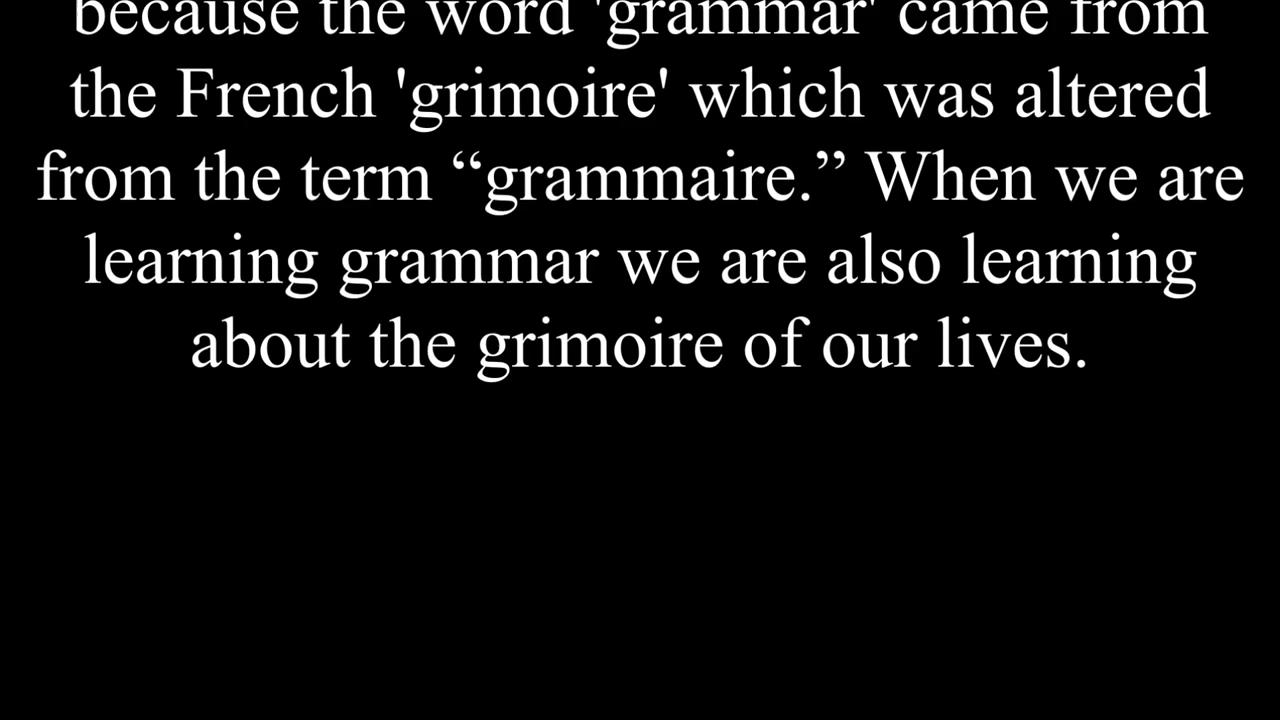 because the word 'grammar' came from
the French 'grimoire' which was altered
from the term “grammaire.” When we are
learning grammar we are also learning
about the grimoire of our lives.